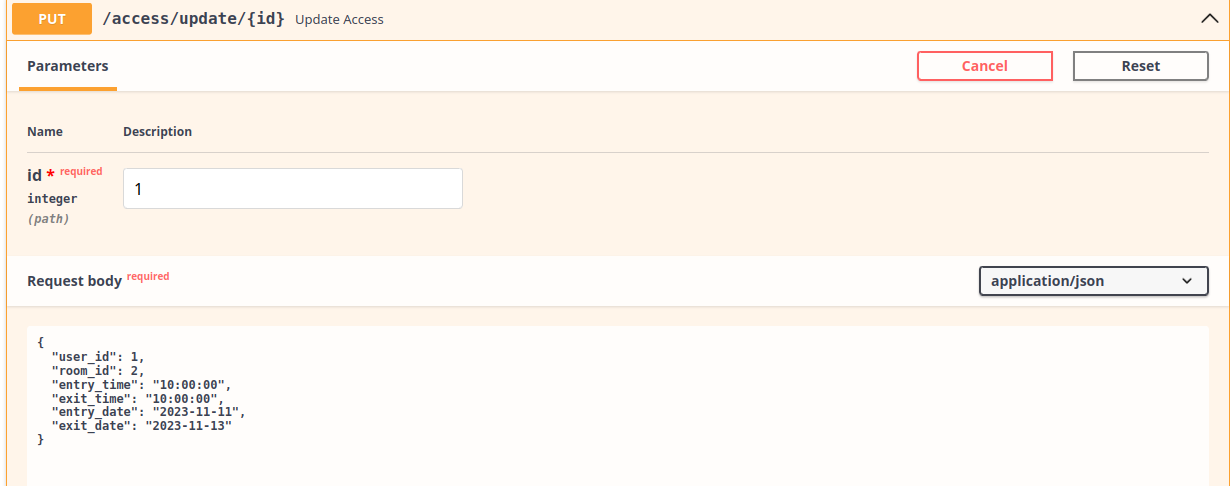 PUT /access/update/{id} Update Access
Parameters Cancel Reset
Name Description
id * required 1
integer
(path)
Request body required application/json
{
  "user_id": 1,
  "room_id": 2,
  "entry_time": "10:00:00",
  "exit_time": "10:00:00",
  "entry_date": "2023-11-11",
  "exit_date": "2023-11-13"
}